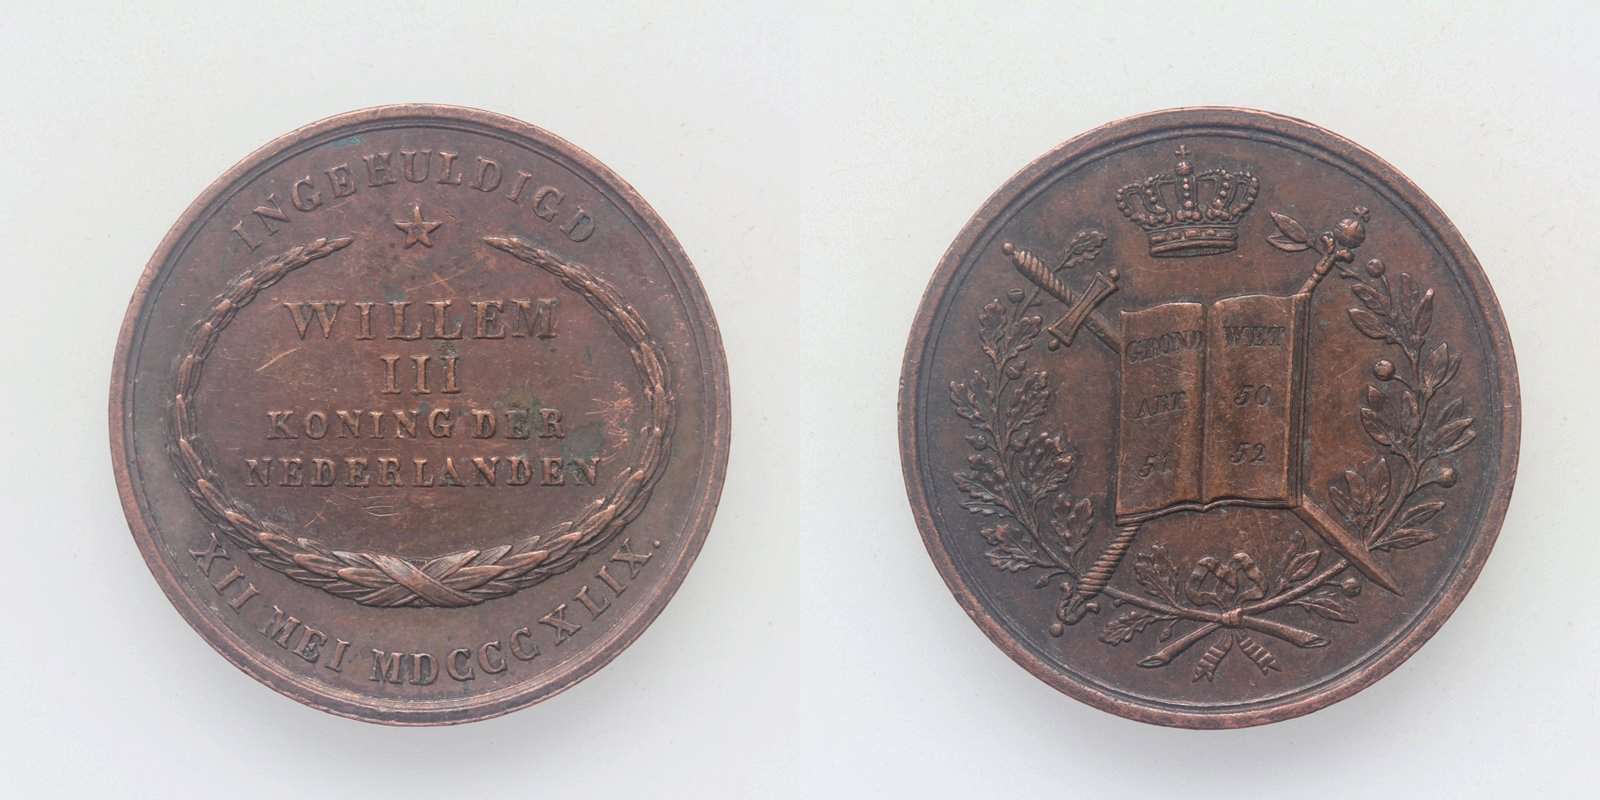 INGEHULDIGD
WILLEM
III
KONING DER
NEDERLANDEN
XII MEI MDCCCXLIX.
GROND WET
ART. 50
51. 52